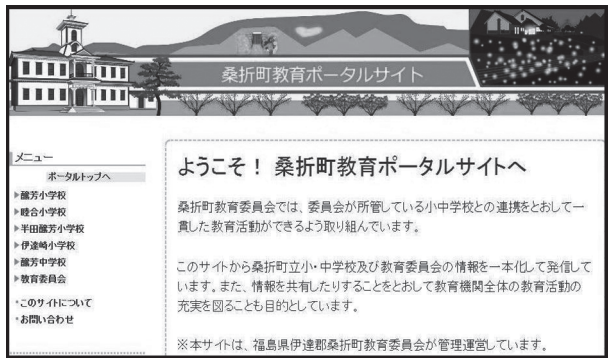 桑折町教育ポータルサイト
メニュー
ポータルトップへ
醸芳小学校
睦合小学校
半田醸芳小学校
伊達崎小学校
醸芳中学校
教育委員会
このサイトについて
お問い合わせ
ようこそ! 桑折町教育ポータルサイトへ
桑折町教育委員会では、委員会が所管している小中学校との連携をとおして一
貫した教育活動ができるよう取り組んでいます。
このサイトから桑折町立小・中学校及び教育委員会の情報を一本化して発信して
います。また、情報を共有したりすることをとおして教育機関全体の教育活動の
充実を図ることも目的としています。
※本サイトは、福島県伊達郡桑折町教育委員会が管理運営しています。